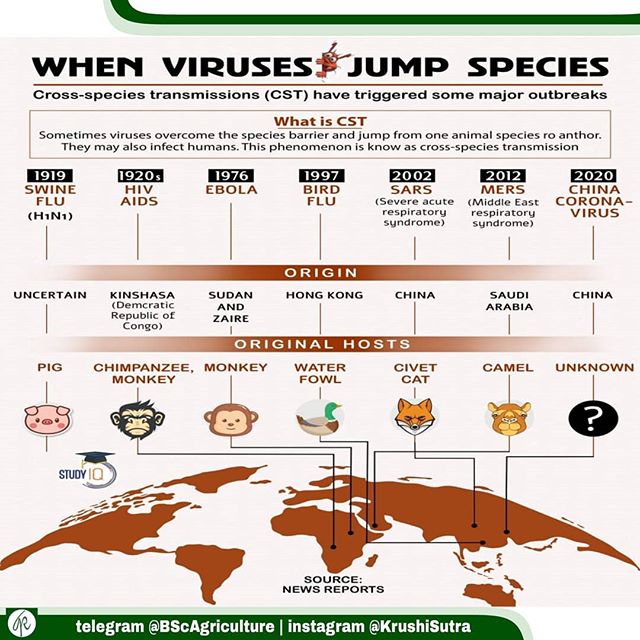 WHEN VIRUSES JUMP SPECIES
Cross-species transmissions (CST) have triggered some major outbreaks
What is CST
Sometimes viruses overcome the species barrier and jump from one animal species ro anthor.
They may also infect humans. This phenomenon is know as cross-species transmission
1919
SWINE
FLU
(H1N1)
1920s
HIV
AIDS
1976
EBOLA
1997
BIRD
FLU
2002
SARS
(Severe acute
respiratory
syndrome)
2012
MERS
(Middle East
respiratory
syndrome)
2020
CHINA
CORONA-
VIRUS
ORIGIN
UNCERTAIN
KINSHASA
(Demcratic
Republic of
Congo)
SUDAN
AND
ZAIRE
HONG KONG
CHINA
SAUDI
ARABIA
CHINA
ORIGINAL HOSTS
PIG
CHIMPANZEE,
MONKEY
MONKEY
WATER
FOWL
CIVET
CAT
CAMEL
UNKNOWN
?
STUDY IQ
SOURCE:
NEWS REPORTS
telegram @BScAgriculture | instagram @KrushiSutra